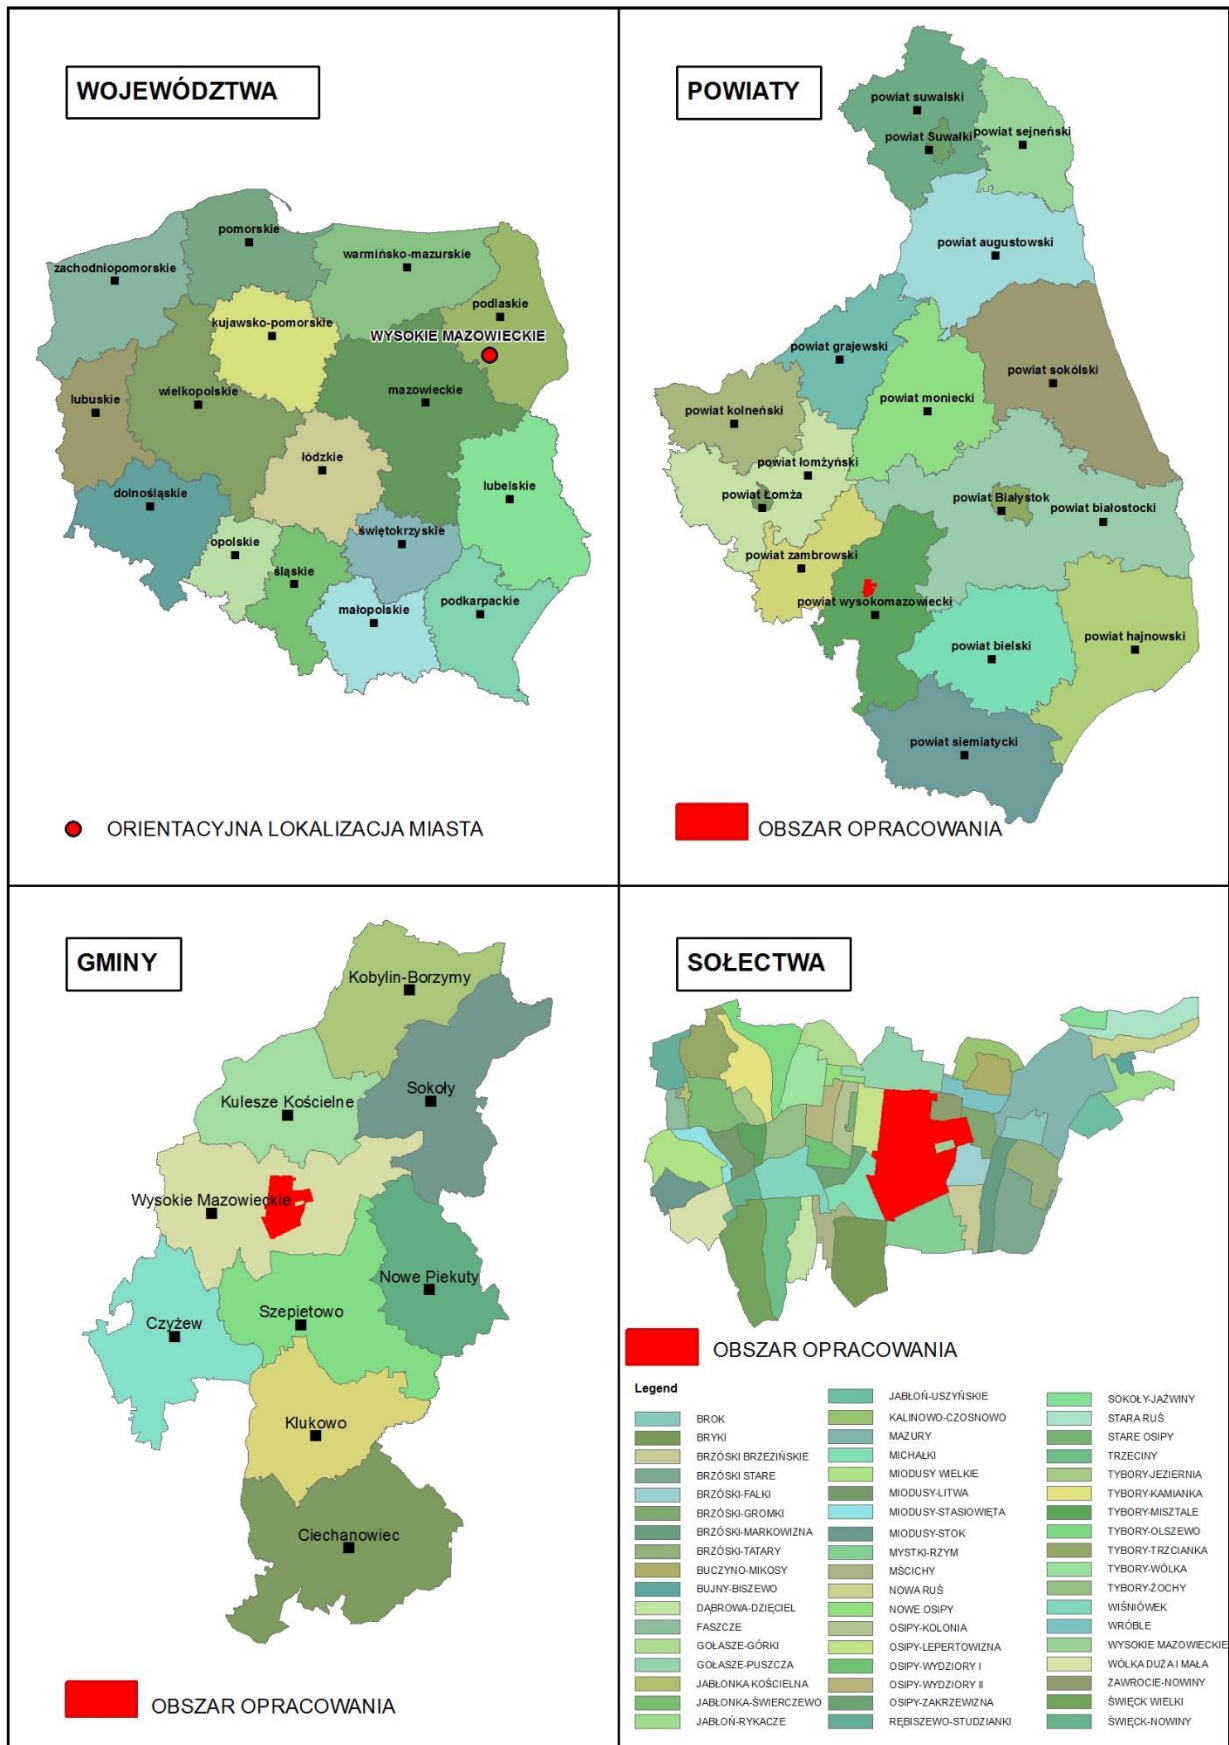 WOJEWÓDZTWA
pomorskie
warmińsko-mazurskie
zachodniopomorskie
podlaskie
kujawsko-pomorskie
WYSOKIE MAZOWIECKIE
lubuskie
wielkopolskie
mazowieckie
łódzkie
dolnośląskie
lubelskie
opolskie
świętokrzyskie
śląskie
małopolskie
podkarpackie
ORIENTACYJNA LOKALIZACJA MIASTA
POWIATY
powiat suwalski
powiat Suwałki
powiat sejneński
powiat augustowski
powiat grajewski
powiat sokólski
powiat kolneński
powiat moniecki
powiat łomżyński
powiat Łomża
powiat Białystok
powiat białostocki
powiat zambrowski
powiat wysokomazowiecki
powiat hajnowski
powiat bielski
powiat siemiatycki
OBSZAR OPRACOWANIA
GMINY
Kobylin-Borzymy
Sokoły
Kulesze Kościelne
Wysokie Mazowieckie
Nowe Piekuty
Szepietowo
Czyżew
Klukowo
Ciechanowiec
OBSZAR OPRACOWANIA
SOŁECTWA
OBSZAR OPRACOWANIA
Legend
BROK
BRYKI
BRZÓSKI BRZEZIŃSKIE
BRZÓSKI STARE
BRZÓSKI-FALKI
BRZÓSKI-GROMKI
BRZÓSKI-MARKOWIZNA
BRZÓSKI-TATARY
BUCZYNO-MIKOSY
BUJNY-BISZEWO
DĄBROWA-DZIĘCIEL
FASZCZE
GOŁASZE-GÓRKI
GOŁASZE-PUSZCZA
JABŁONKA KOŚCIELNA
JABŁONKA-ŚWIERCZEWO
JABŁOŃ-RYKACZE
JABŁOŃ-USZYŃSKIE
KALINOWO-CZOSNOWO
MAZURY
MICHAŁKI
MIODUSY WIELKIE
MIODUSY-LITWA
MIODUSY-STASIOWIĘTA
MIODUSY-STOK
MYSTKI-RZYM
MŚCICHY
NOWA RUŚ
NOWE OSIPY
OSIPY-KOLONIA
OSIPY-LEPERTOWIZNA
OSIPY-WYDZIORY I
OSIPY-WYDZIORY II
OSIPY-ZAKRZEWIZNA
RĘBISZEWO-STUDZIANKI
SOKOŁY-JAŹWINY
STARA RUŚ
STARE OSIPY
TRZECINY
TYBORY-JEZIERNIA
TYBORY-KAMIANKA
TYBORY-MISZTALE
TYBORY-OLSZEWO
TYBORY-TRZCIANKA
TYBORY-WÓLKA
TYBORY-ŻOCHY
WIŚNIÓWEK
WRÓBLE
WYSOKIE MAZOWIECKIE
WÓLKA DUŻA I MAŁA
ZAWROCIE-NOWINY
ŚWIĘCK WIELKI
ŚWIĘCK-NOWINY